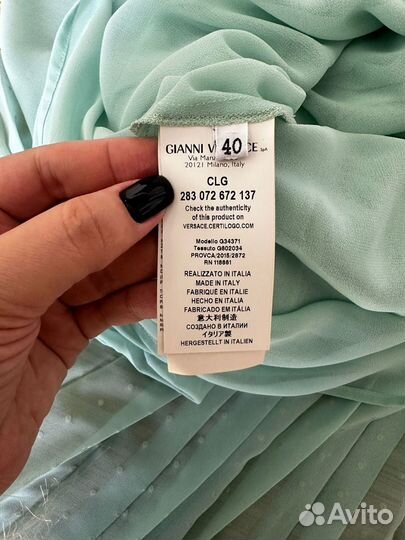 40
GIANNI V CE SpA
20121 Milano, Italy
CLG
283 072 672 137
Check the authenticity
of this product on
VERSACE.CERTILOGO.COM
Modello G34371
Tessuto G602034
PROVCA/2015/2872
RN 116661
REALIZZATO IN ITALIA
MADE IN ITALY
FABRIQUÉ EN ITALIE
HECHO EN ITALIA
FABRICADO EM ITÁLIA
意大利制造
СОЗДАНО В ИТАЛИИ
イタリア製
HERGESTELLT IN ITALIEN
Avito